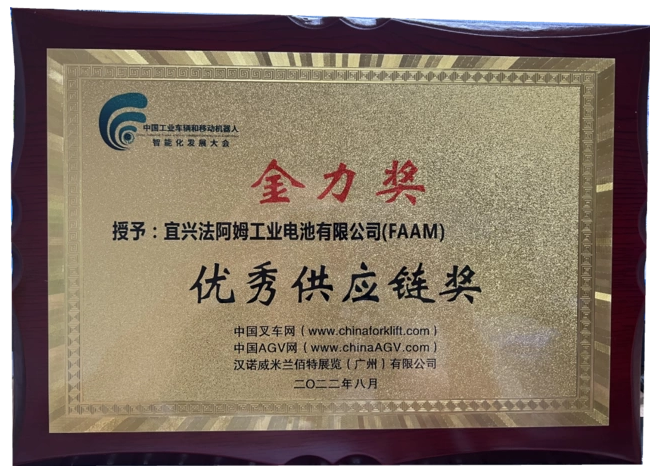 中国工业车辆和移动机器人
智能化发展大会
金力奖
授予：宜兴法阿姆工业电池有限公司(FAAM)
优秀供应链奖
中国叉车网（www.chinaforklift.com）
中国AGV网（www.chinaAGV.com）
汉诺威米兰佰特展览（广州）有限公司
二〇二二年八月